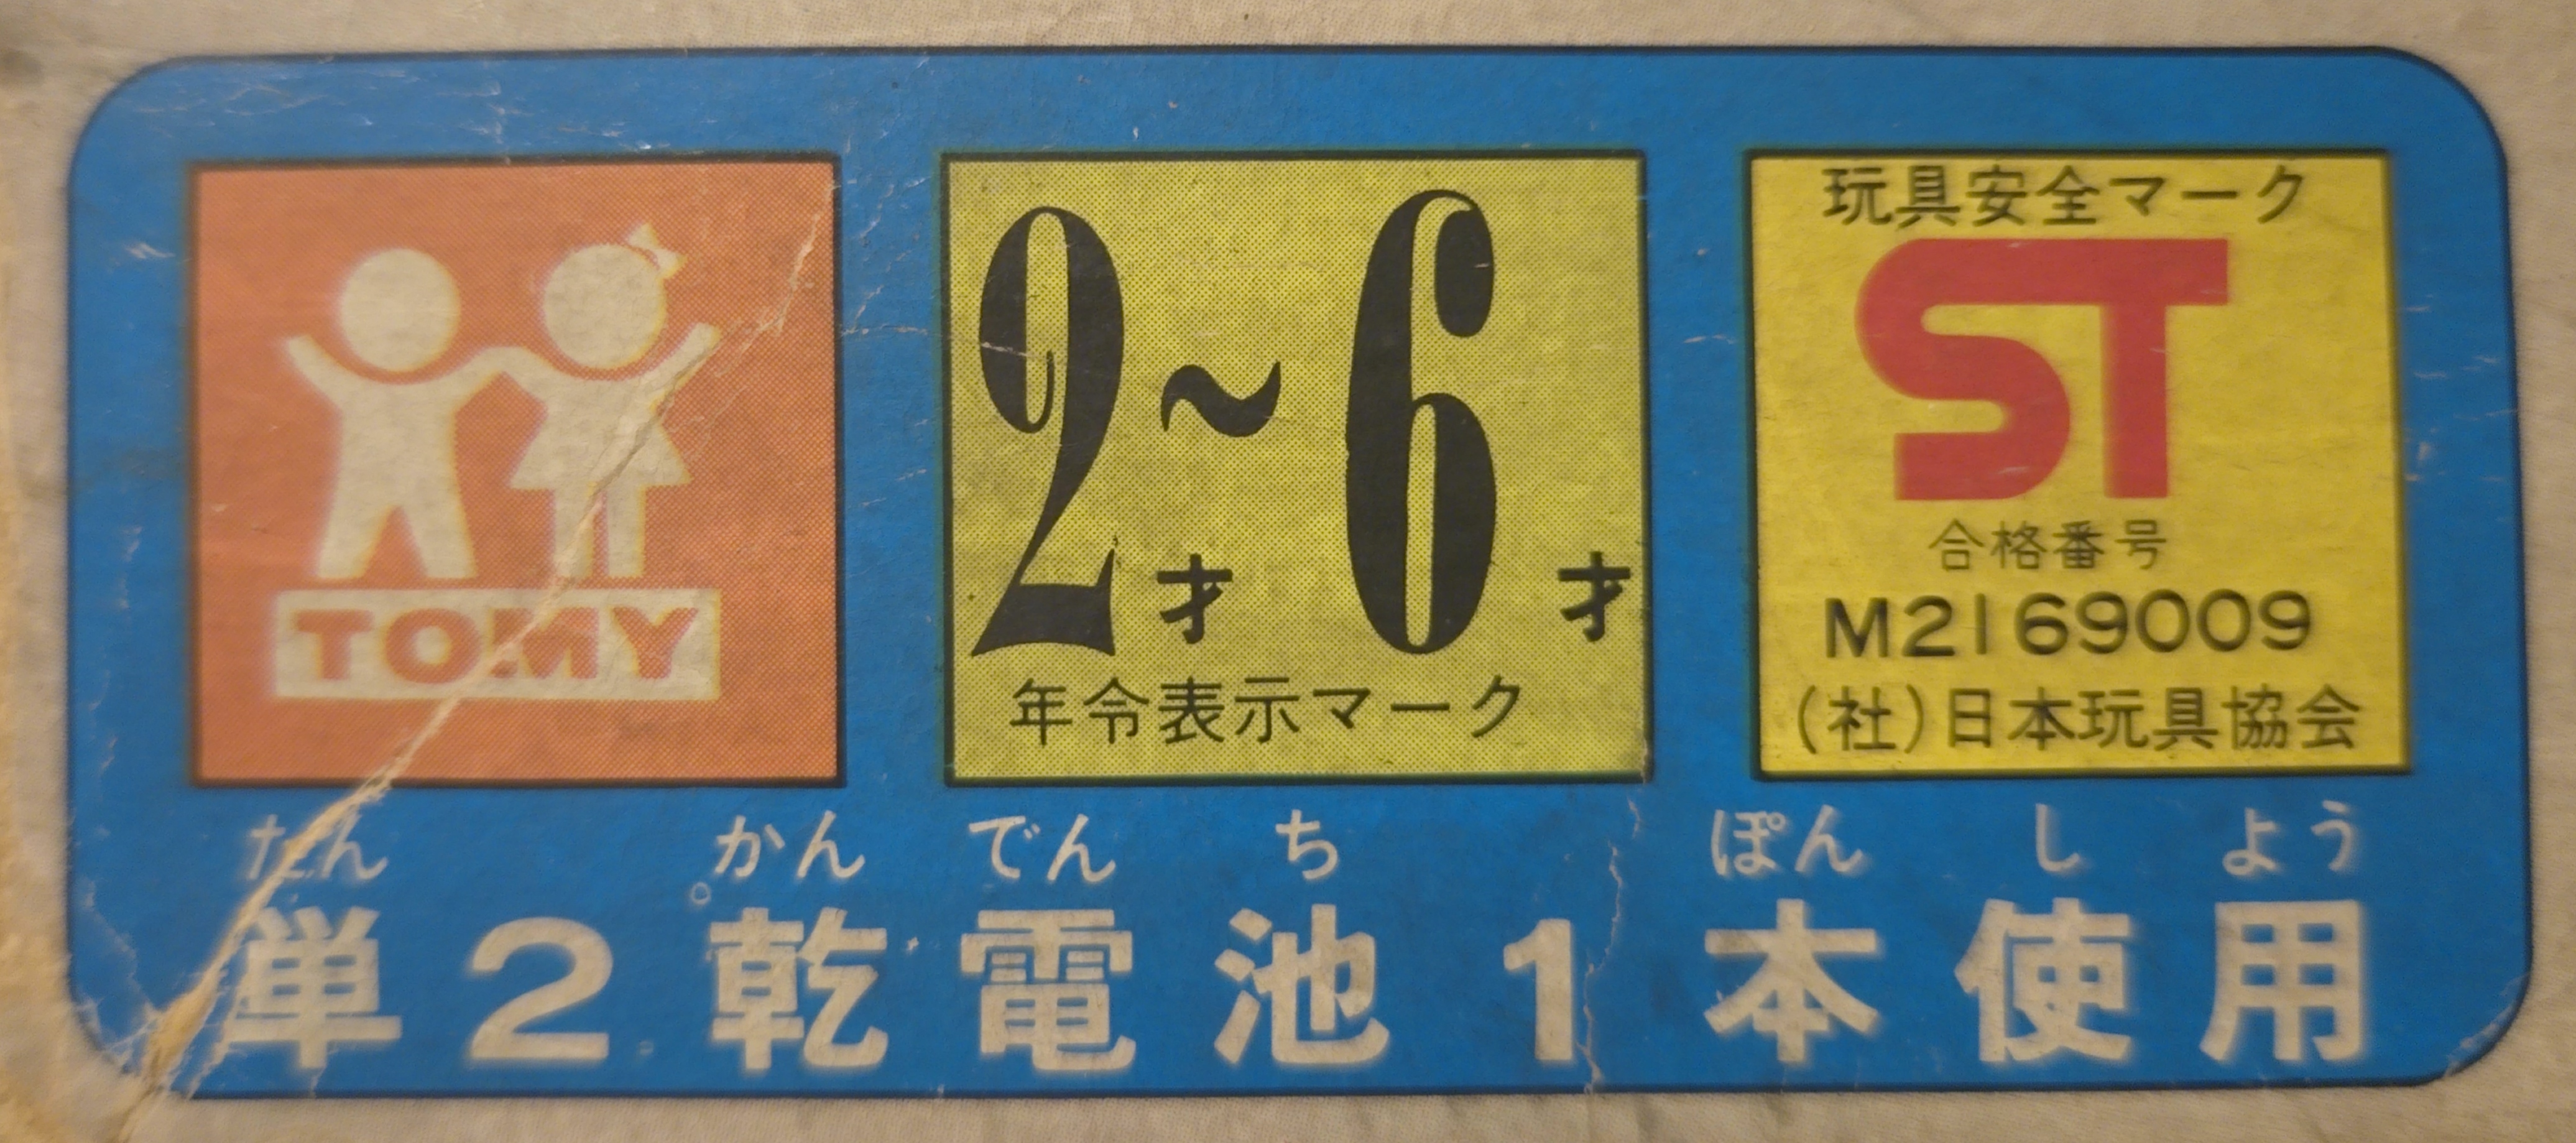 TOMY
2才~6才
年令表示マーク
玩具安全マーク
ST
合格番号
M2169009
(社)日本玩具協会
たん かん でん ち ぽん し よう
単2乾電池1本使用